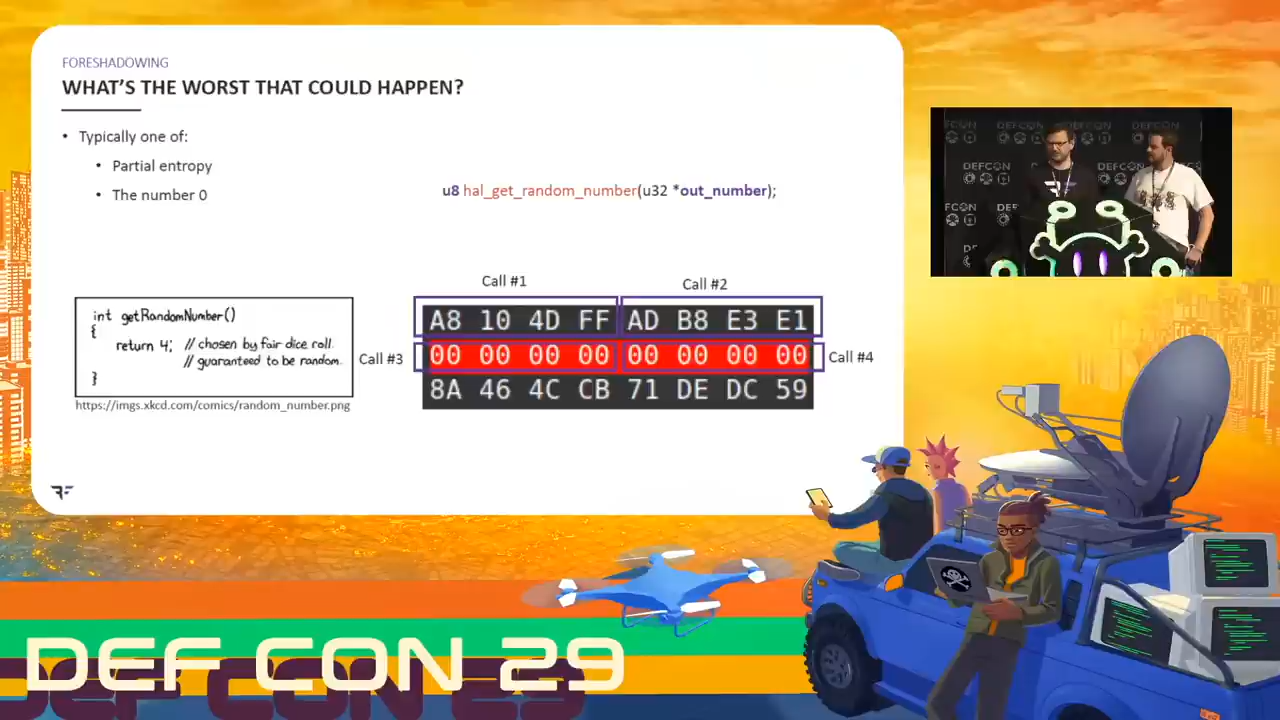 FORESHADOWING
WHAT'S THE WORST THAT COULD HAPPEN?
• Typically one of:
• Partial entropy
• The number 0
u8 hal_get_random_number(u32 *out_number);
int getRandomNumber()
{
return 4; // chosen by fair dice roll.
// guaranteed to be random.
}
https://imgs.xkcd.com/comics/random_number.png
Call #1
Call #2
A8 10 4D FF AD B8 E3 E1
Call #3
00 00 00 00 00 00 00 00
Call #4
8A 46 4C CB 71 DE DC 59
DEFCON
DEFCON
DEFCON
DEF CON 29